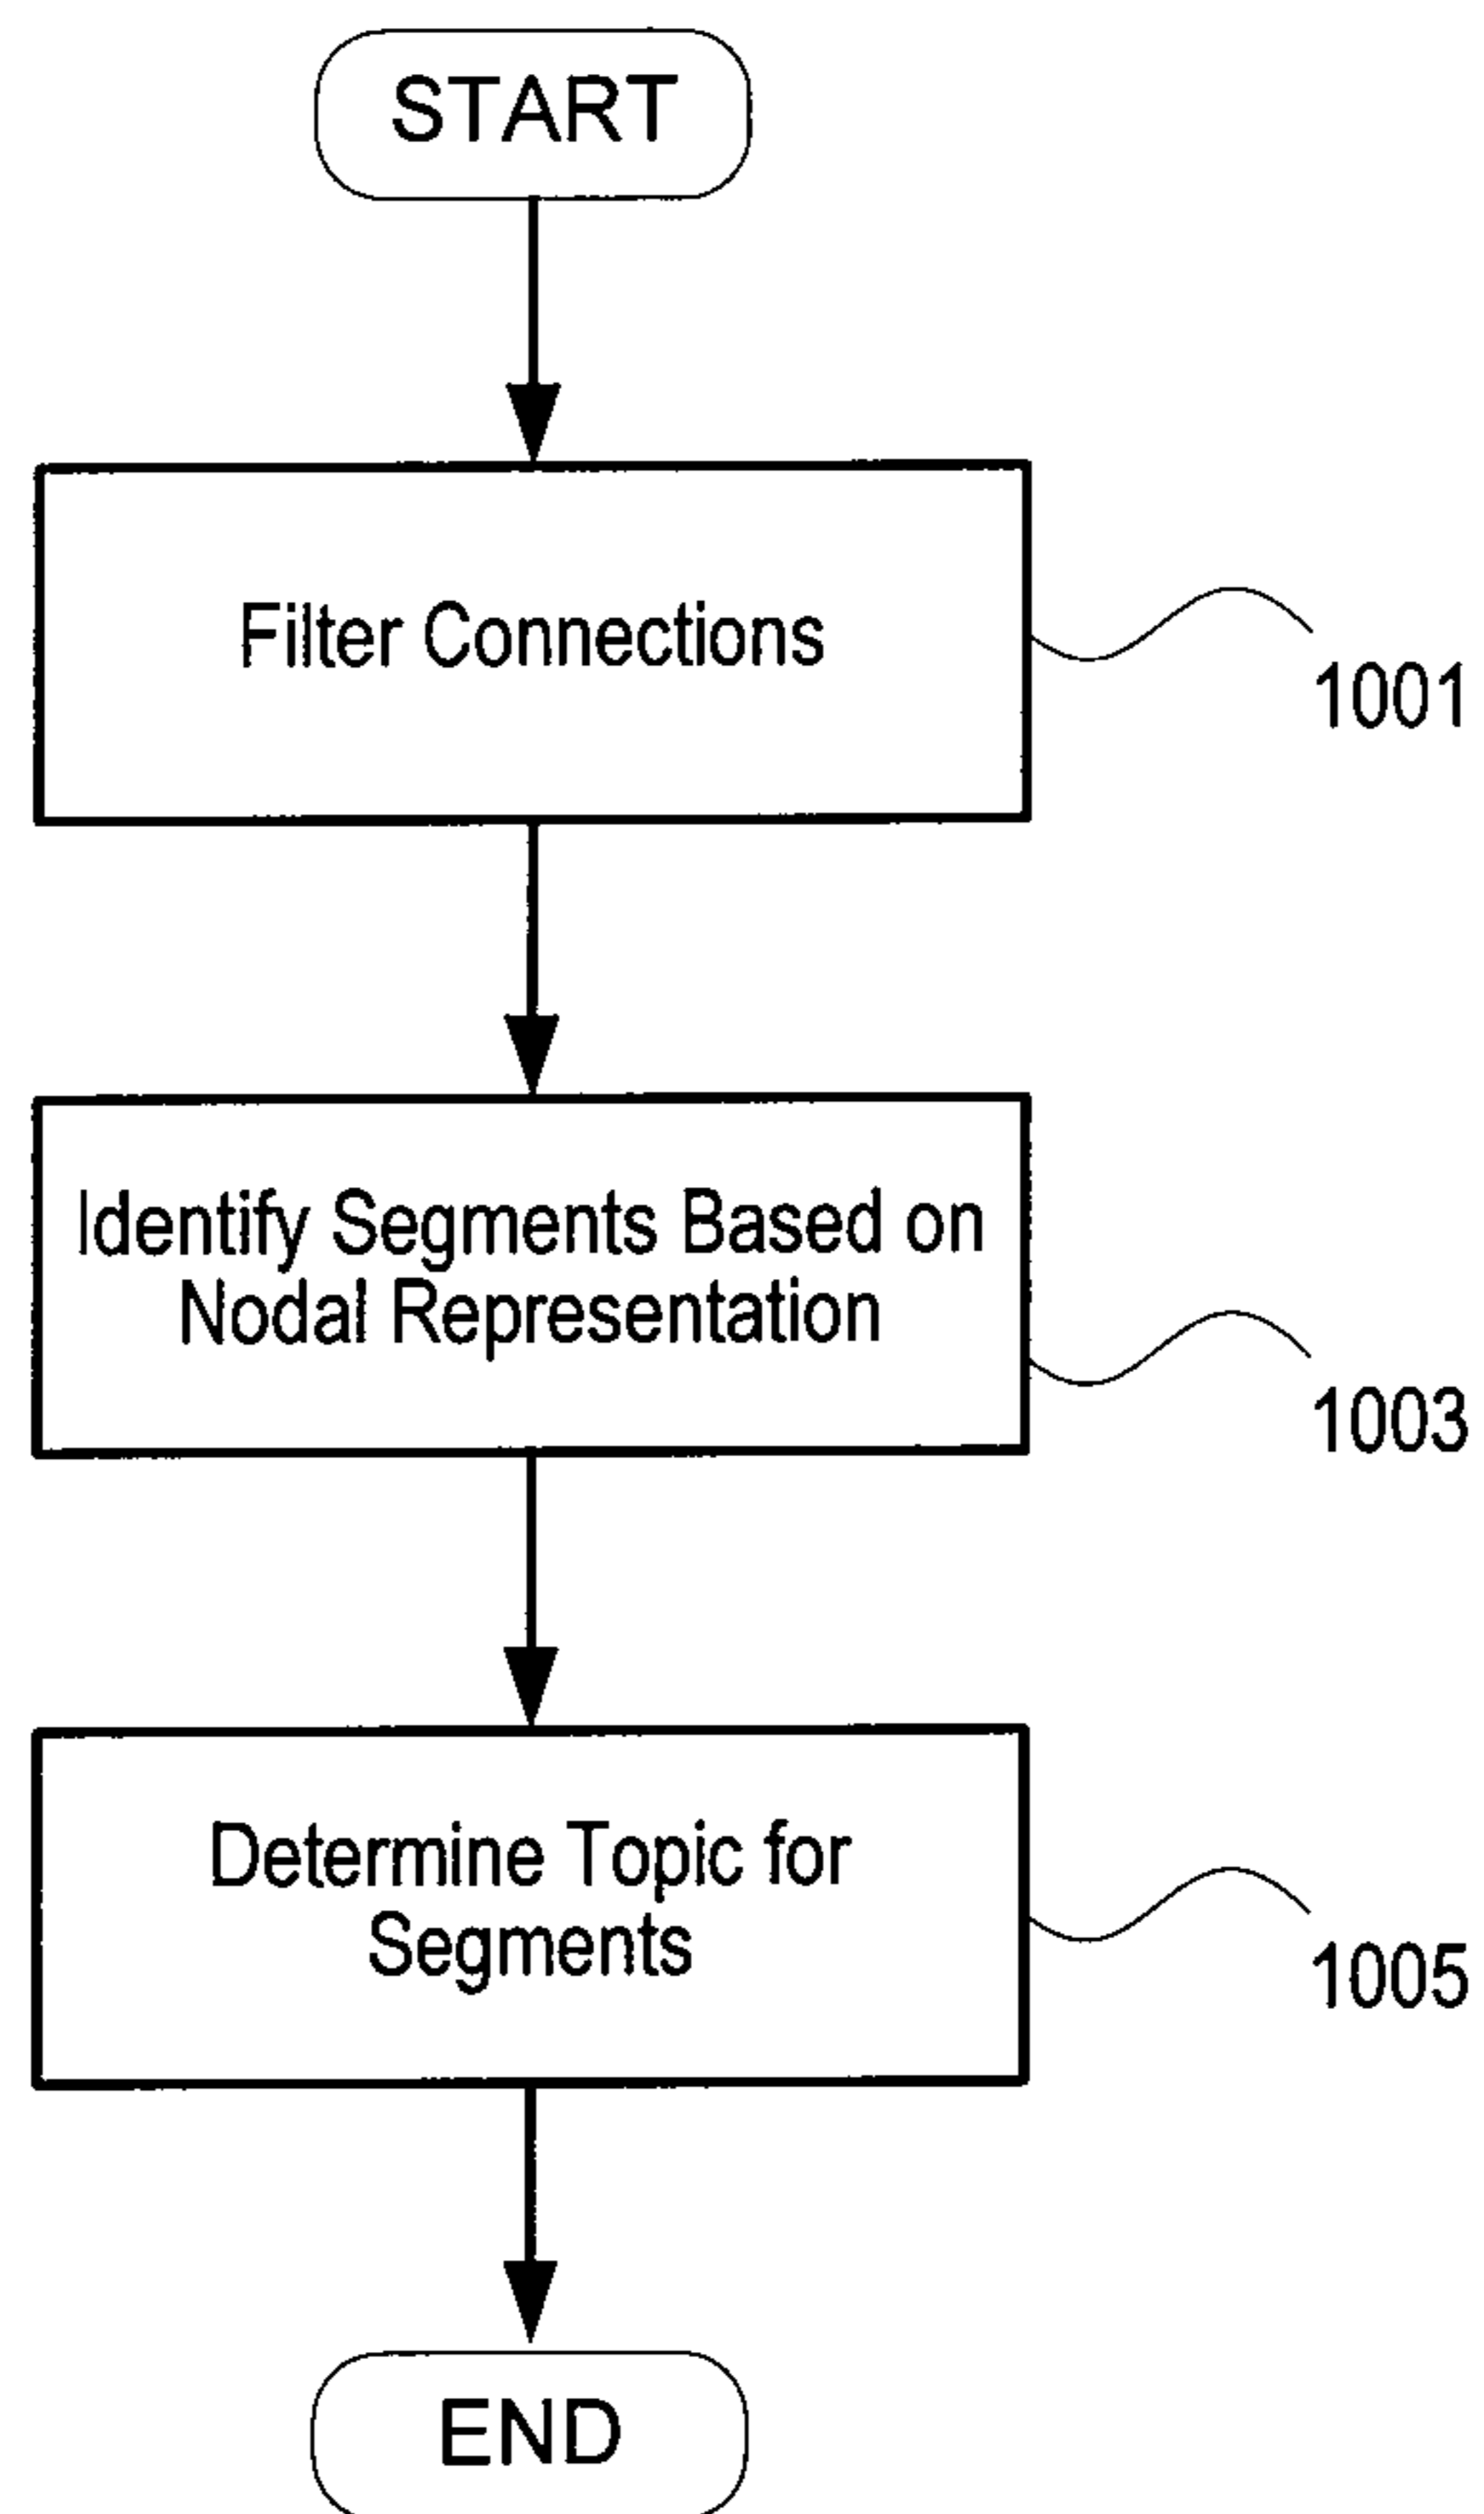 START
Filter Connections
1001
Identify Segments Based on
Nodal Representation
1003
Determine Topic for
Segments
1005
END